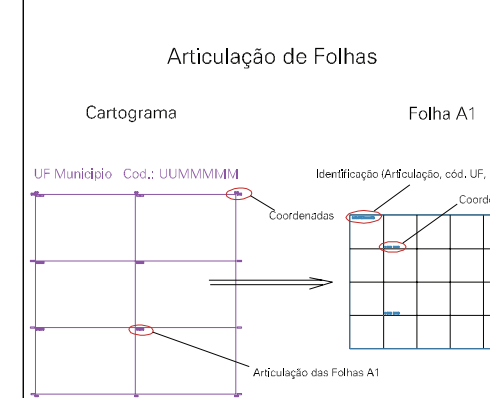 Articulação de Folhas
Cartograma
Folha A1
UF Municipio Cod.: UUMMMMM
Identificação (Articulação, cód. UF,
Coordenadas
Articulação das Folhas A1